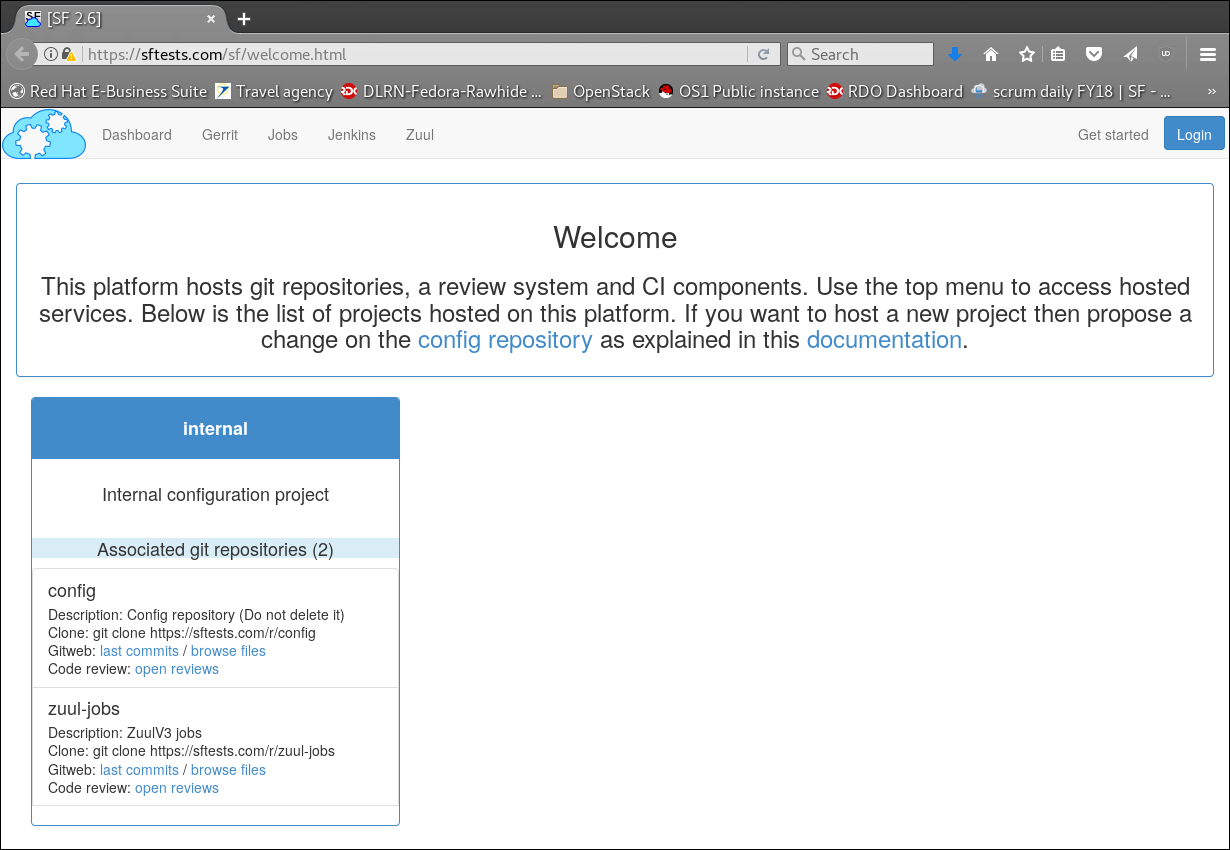 [SF 2.6]
https://sftests.com/sf/welcome.html
Search
Red Hat E-Business Suite
Travel agency
DLRN-Fedora-Rawhide ...
OpenStack
OS1 Public instance
RDO Dashboard
scrum daily FY18 | SF - ...
Dashboard
Gerrit
Jobs
Jenkins
Zuul
Get started
Login
Welcome
This platform hosts git repositories, a review system and CI components. Use the top menu to access hosted
services. Below is the list of projects hosted on this platform. If you want to host a new project then propose a
change on the config repository as explained in this documentation.
internal
Internal configuration project
Associated git repositories (2)
config
Description: Config repository (Do not delete it)
Clone: git clone https://sftests.com/r/config
Gitweb: last commits / browse files
Code review: open reviews
zuul-jobs
Description: ZuulV3 jobs
Clone: git clone https://sftests.com/r/zuul-jobs
Gitweb: last commits / browse files
Code review: open reviews